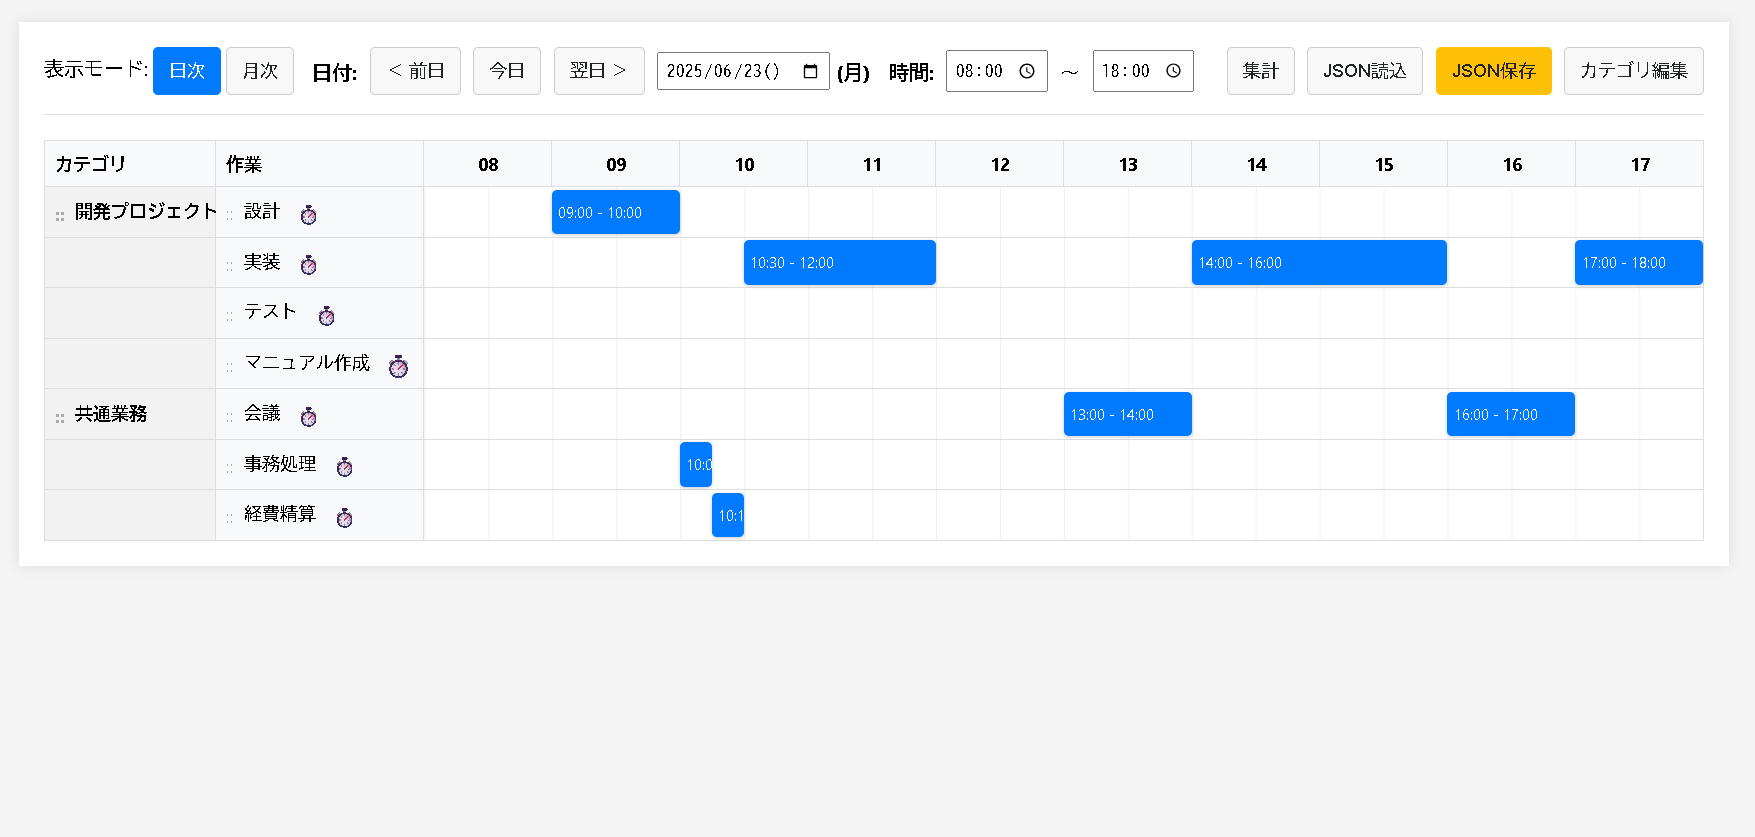 表示モード: 日次 月次 日付: < 前日 今日 翌日 > 2025/06/23() (月) 時間: 08:00 ～ 18:00 集計 JSON読込 JSON保存 カテゴリ編集
カテゴリ 作業 08 09 10 11 12 13 14 15 16 17
開発プロジェクト 設計 09:00 - 10:00
実装 10:30 - 12:00 14:00 - 16:00 17:00 - 18:00
テスト
マニュアル作成
共通業務 会議 13:00 - 14:00 16:00 - 17:00
事務処理 10:0
経費精算 10:1